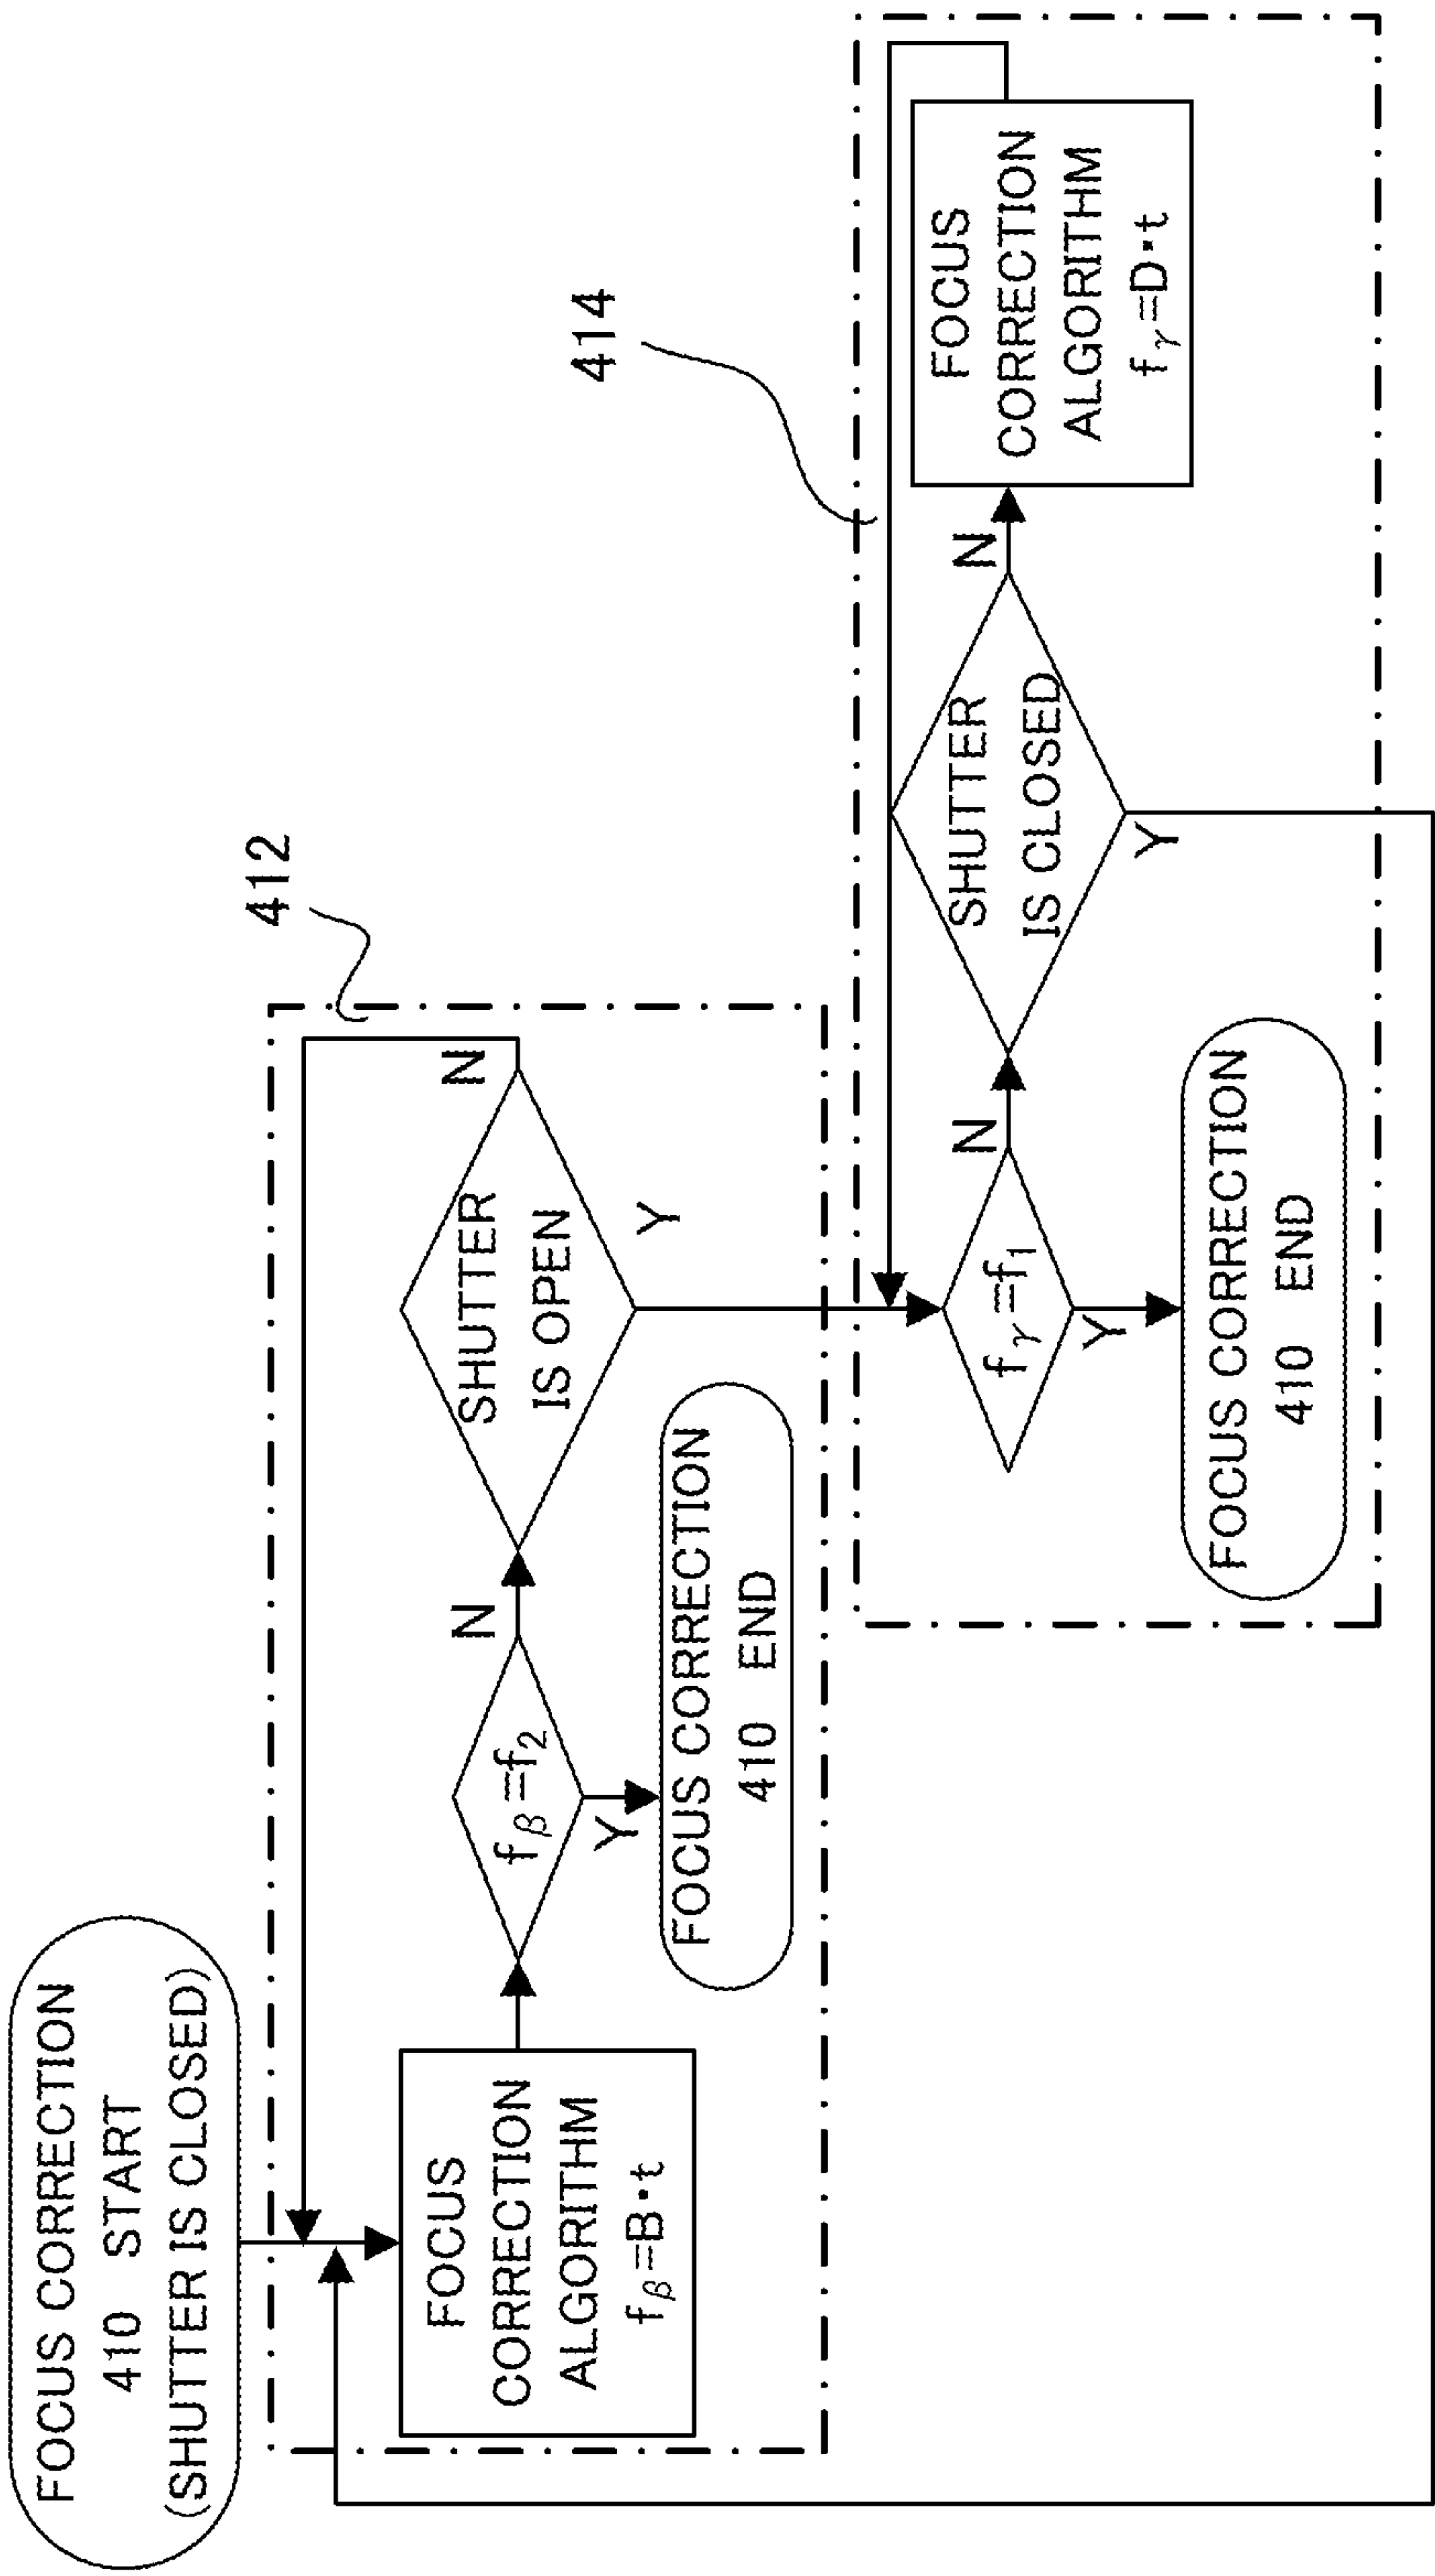 FOCUS CORRECTION
410 START
(SHUTTER IS CLOSED)
412
FOCUS
CORRECTION
ALGORITHM
fβ=B・t
fβ=f2
N
Y
SHUTTER
IS OPEN
N
Y
FOCUS CORRECTION
410 END
414
fγ=f1
N
Y
SHUTTER
IS CLOSED
N
Y
FOCUS
CORRECTION
ALGORITHM
fγ=D・t
FOCUS CORRECTION
410 END